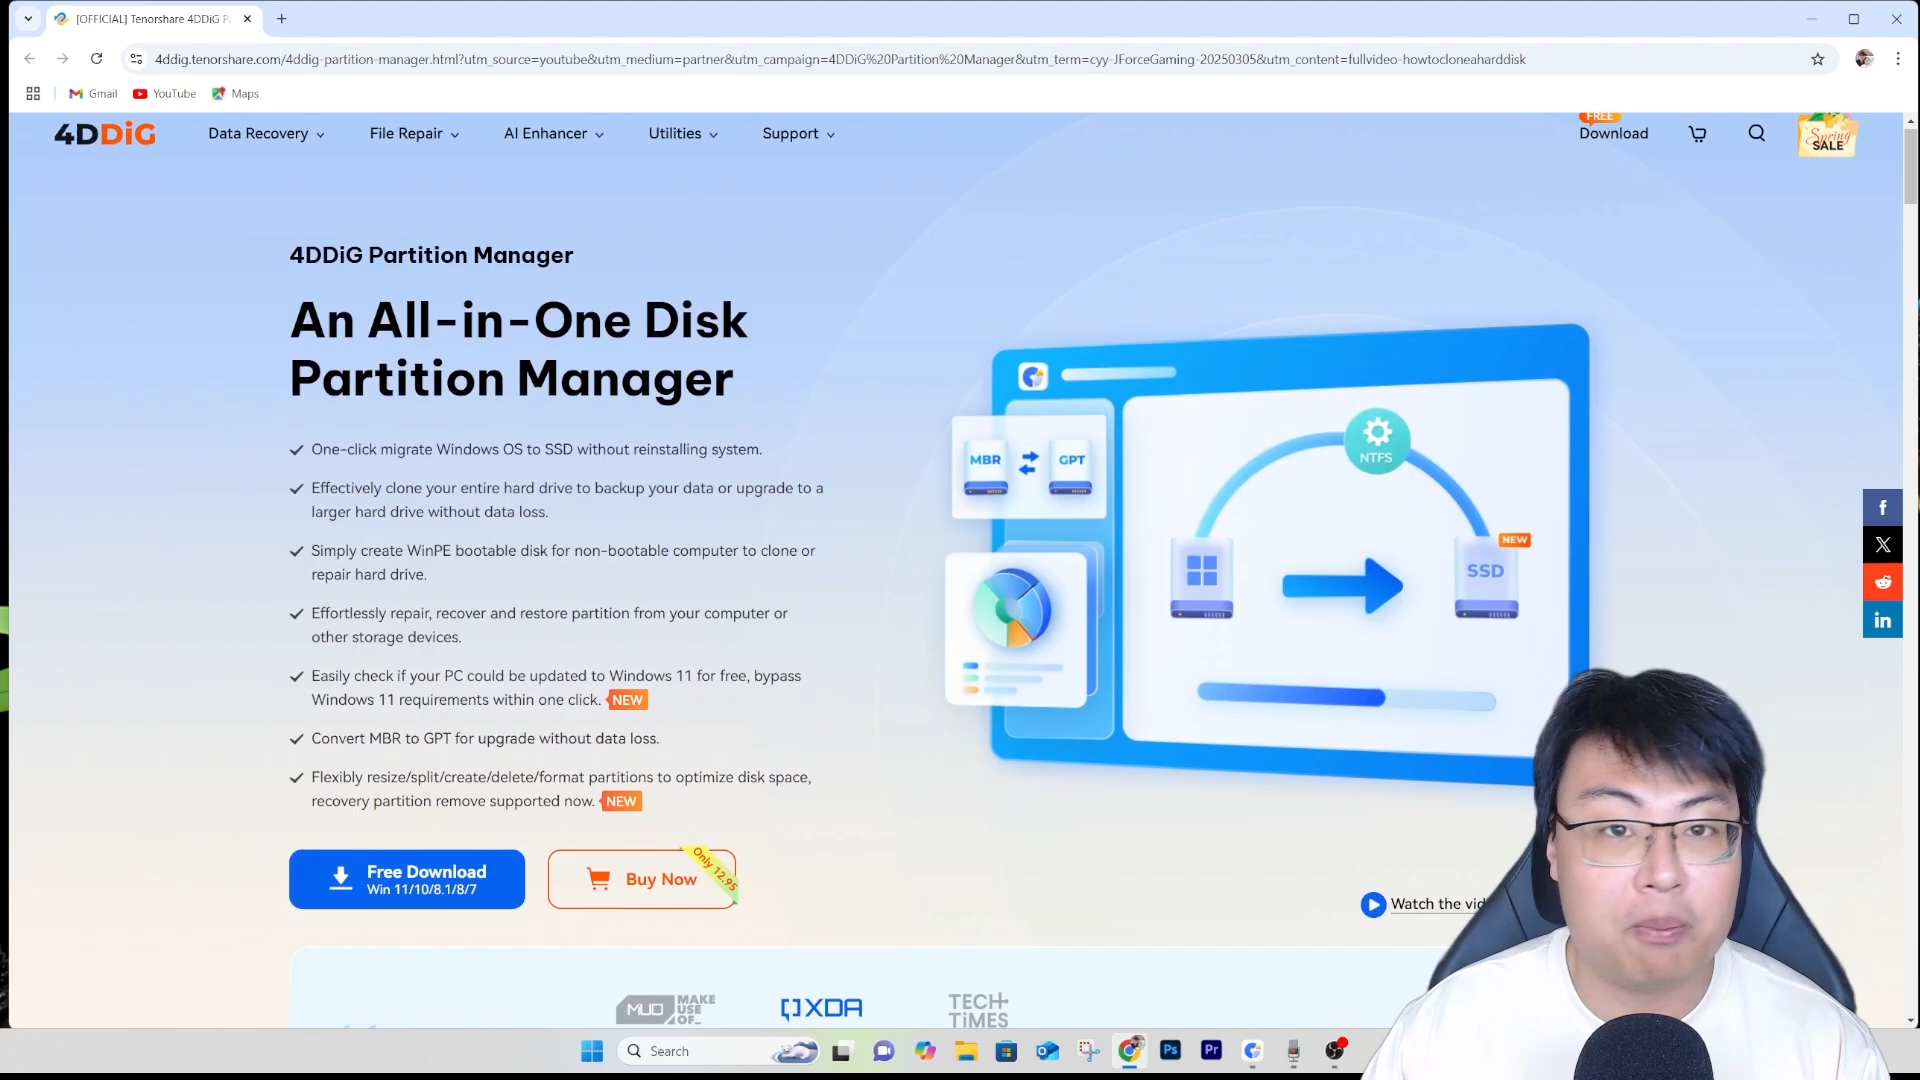 [OFFICIAL] Tenorshare 4DDiG P
4ddig.tenorshare.com/4ddig-partition-manager.html?utm_source=youtube&utm_medium=partner&utm_campaign=4DDiG%20Partition%20Manager&utm_term=cyy-JForceGaming-20250305&utm_content=fullvideo-howtocloneaharddisk
Gmail
YouTube
Maps
4DDiG
Data Recovery
File Repair
AI Enhancer
Utilities
Support
FREE
Download
Spring
SALE
4DDiG Partition Manager
An All-in-One Disk
Partition Manager
One-click migrate Windows OS to SSD without reinstalling system.
Effectively clone your entire hard drive to backup your data or upgrade to a
larger hard drive without data loss.
Simply create WinPE bootable disk for non-bootable computer to clone or
repair hard drive.
Effortlessly repair, recover and restore partition from your computer or
other storage devices.
Easily check if your PC could be updated to Windows 11 for free, bypass
Windows 11 requirements within one click. NEW
Convert MBR to GPT for upgrade without data loss.
Flexibly resize/split/create/delete/format partitions to optimize disk space,
recovery partition remove supported now. NEW
Free Download
Win 11/10/8.1/8/7
Buy Now
Only 12.95
MBR
GPT
NTFS
NEW
SSD
Watch the vid
f
X
in
MUO
MAKE
USE
OF_
XDA
TECH
TIMES
Search
Ps
Pr